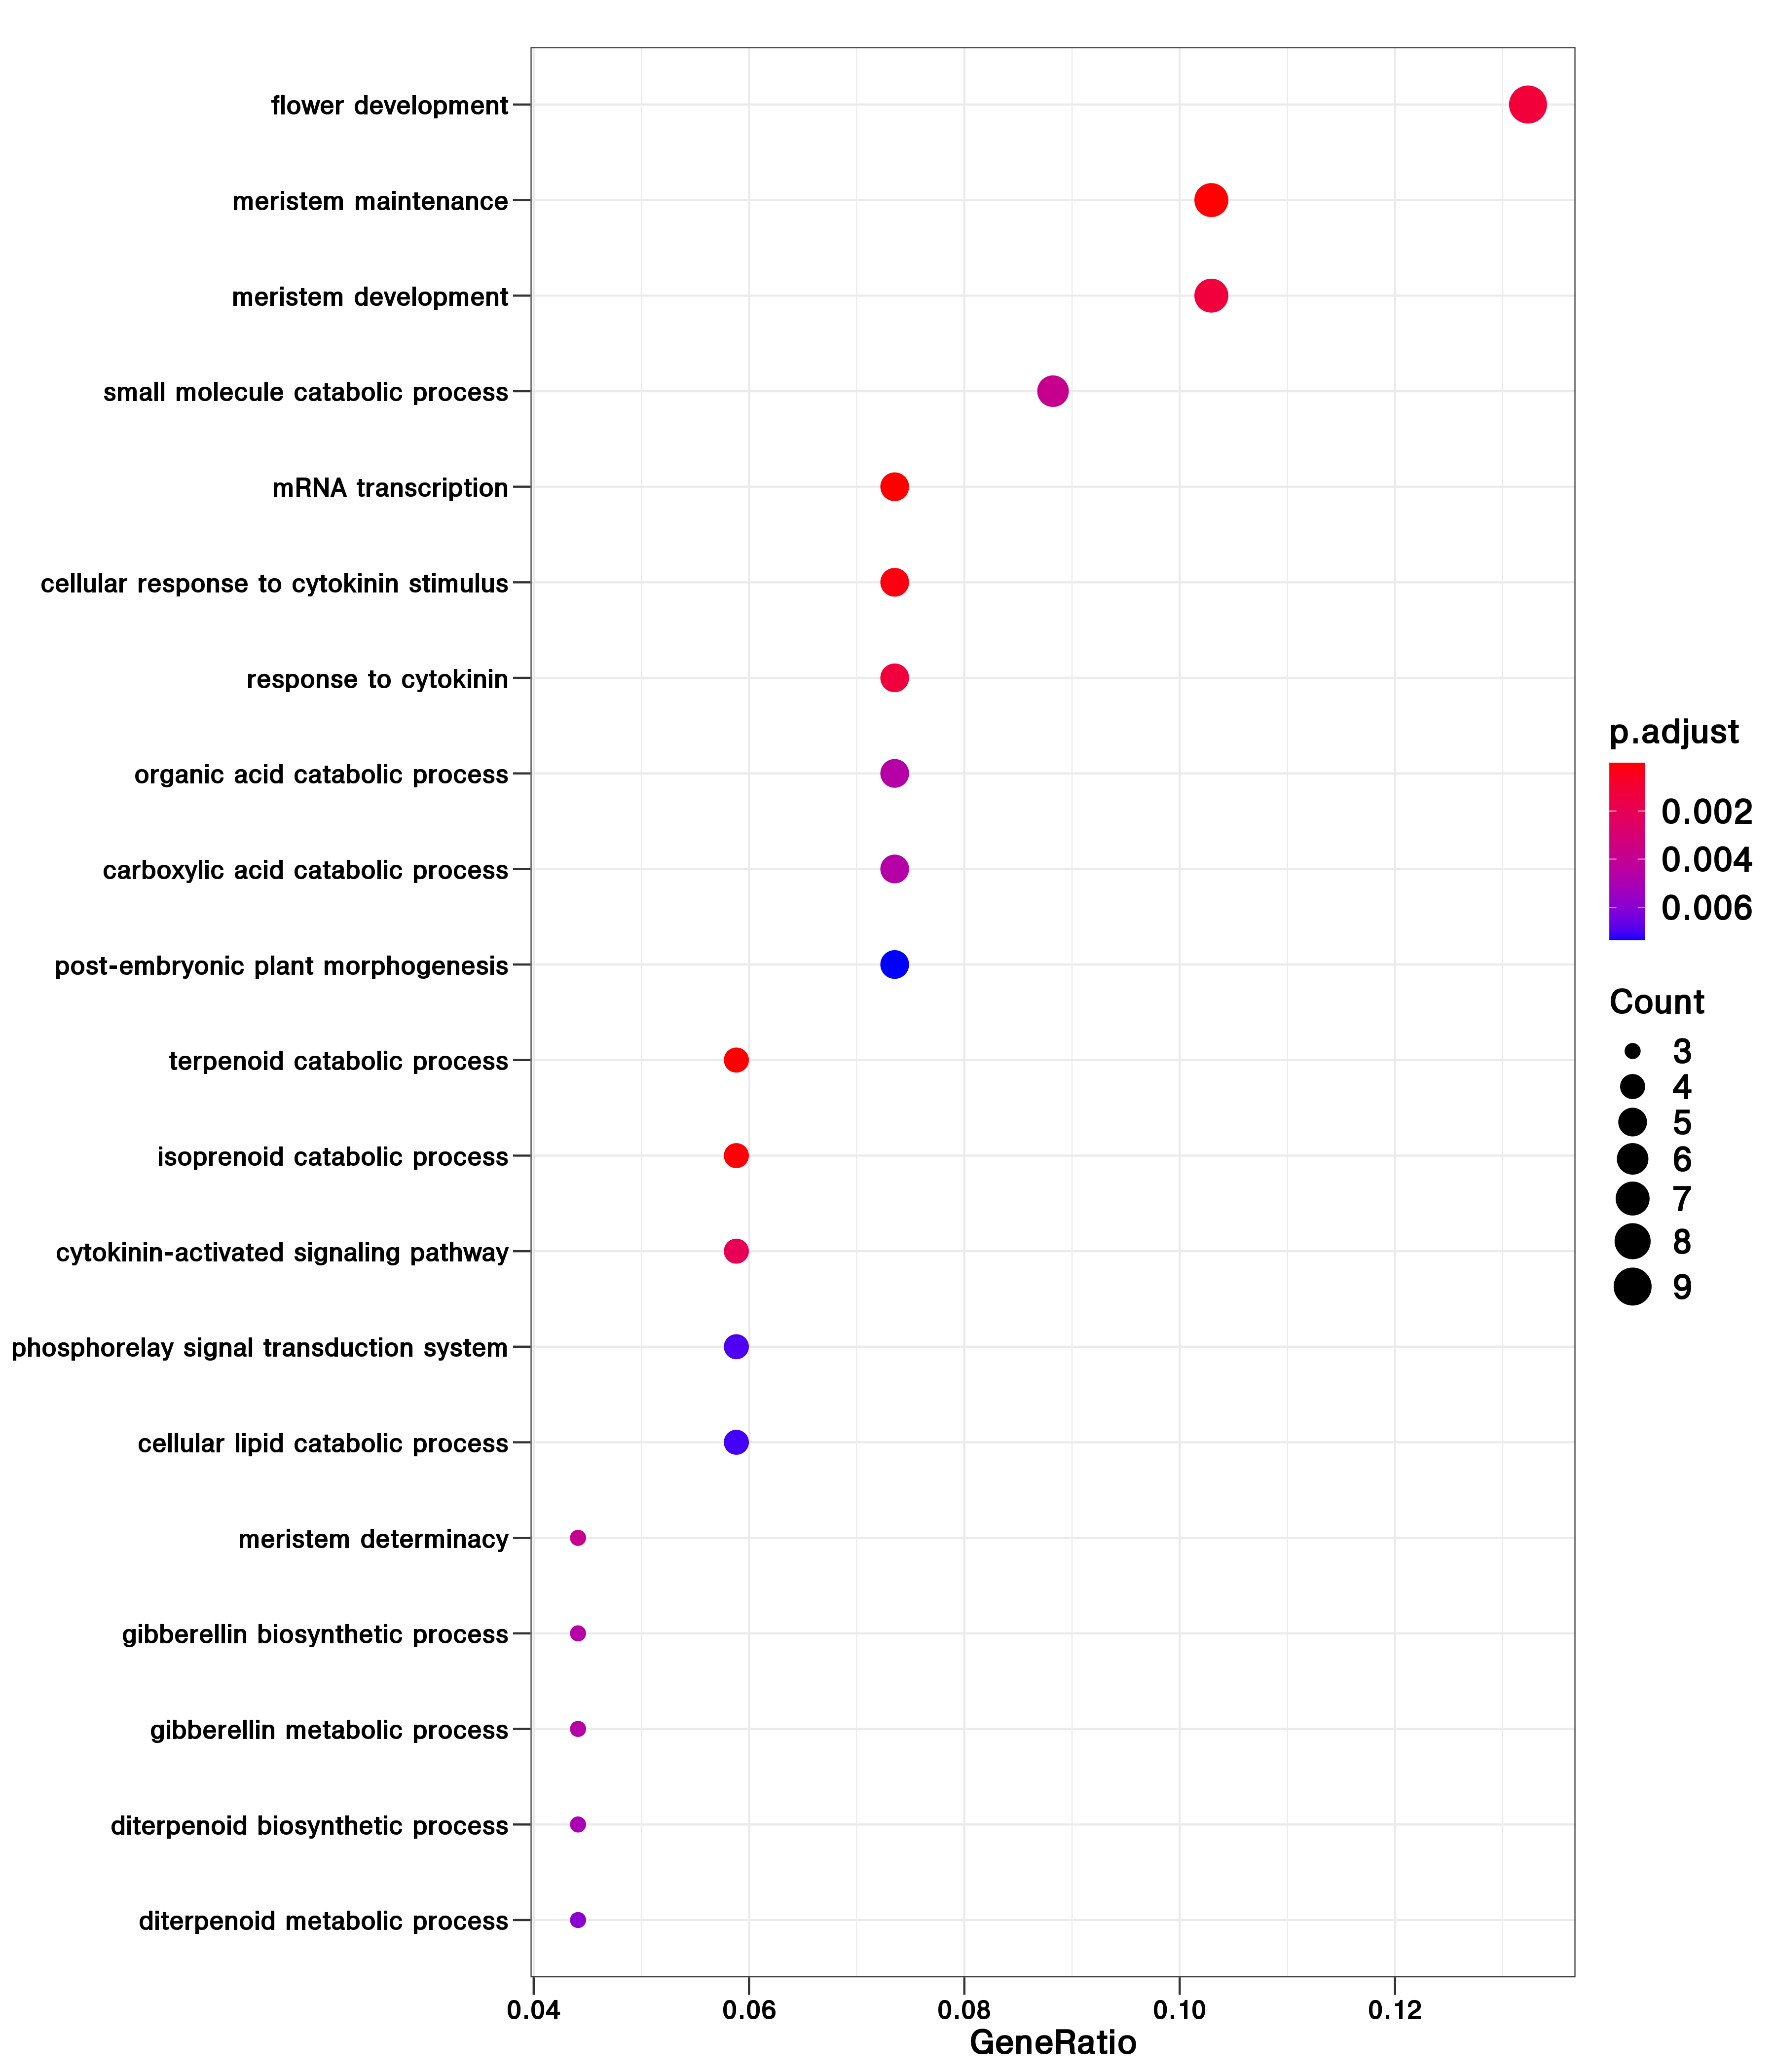 flower development
meristem maintenance
meristem development
small molecule catabolic process
mRNA transcription
cellular response to cytokinin stimulus
response to cytokinin
organic acid catabolic process
carboxylic acid catabolic process
post-embryonic plant morphogenesis
terpenoid catabolic process
isoprenoid catabolic process
cytokinin-activated signaling pathway
phosphorelay signal transduction system
cellular lipid catabolic process
meristem determinacy
gibberellin biosynthetic process
gibberellin metabolic process
diterpenoid biosynthetic process
diterpenoid metabolic process
0.04 0.06 0.08 0.10 0.12
GeneRatio
p.adjust
0.002
0.004
0.006
Count
3
4
5
6
7
8
9